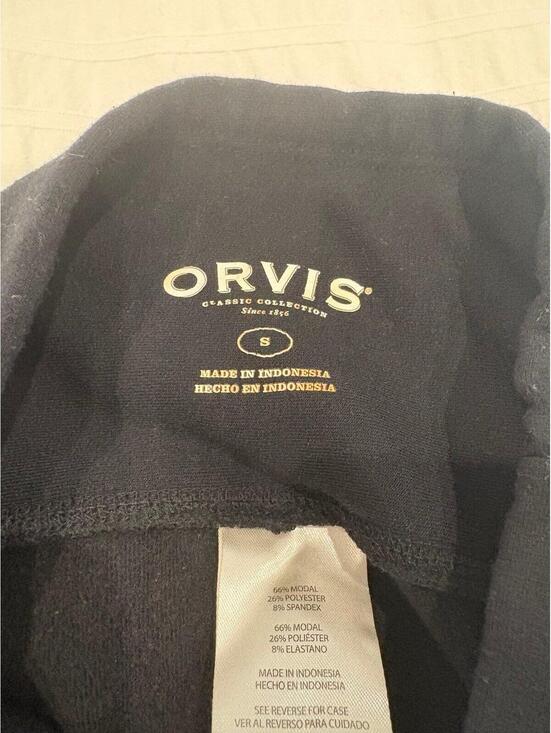 ORVIS®
CLASSIC COLLECTION
Since 1856
S
MADE IN INDONESIA
HECHO EN INDONESIA
66% MODAL
26% POLYESTER
8% SPANDEX
66% MODAL
26% POLIÉSTER
8% ELASTANO
MADE IN INDONESIA
HECHO EN INDONESIA
SEE REVERSE FOR CASE
VER AL REVERSO PARA CUIDADO